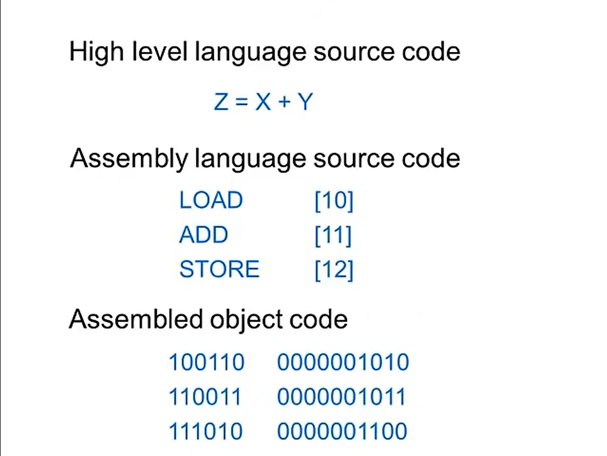 High level language source code
Z = X + Y
Assembly language source code
LOAD [10]
ADD [11]
STORE [12]
Assembled object code
100110 0000001010
110011 0000001011
111010 0000001100